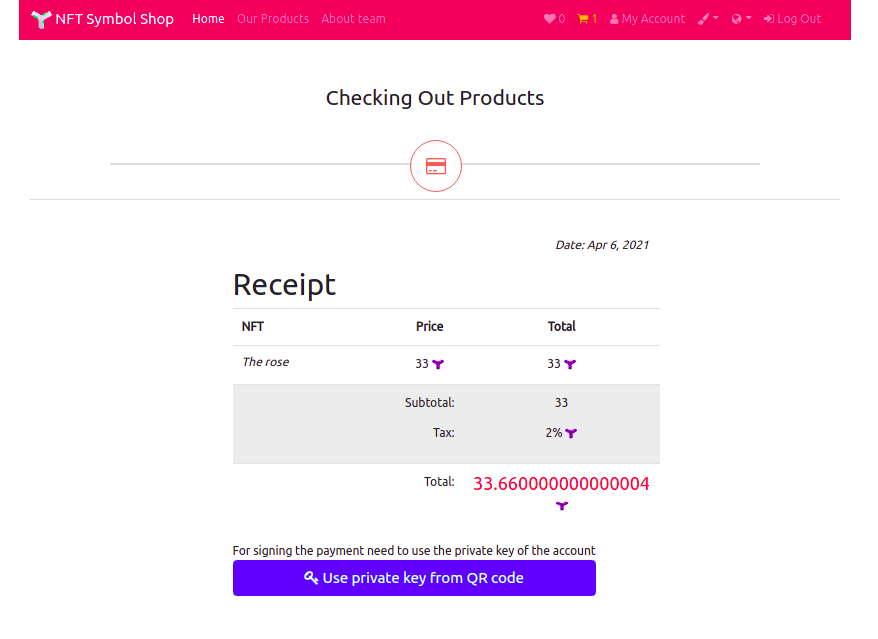 NFT Symbol Shop Home Our Products About team 0 1 My Account Log Out
Checking Out Products
Date: Apr 6, 2021
Receipt
NFT Price Total
The rose 33 33
Subtotal: 33
Tax: 2%
Total: 33.660000000000004
For signing the payment need to use the private key of the account
Use private key from QR code